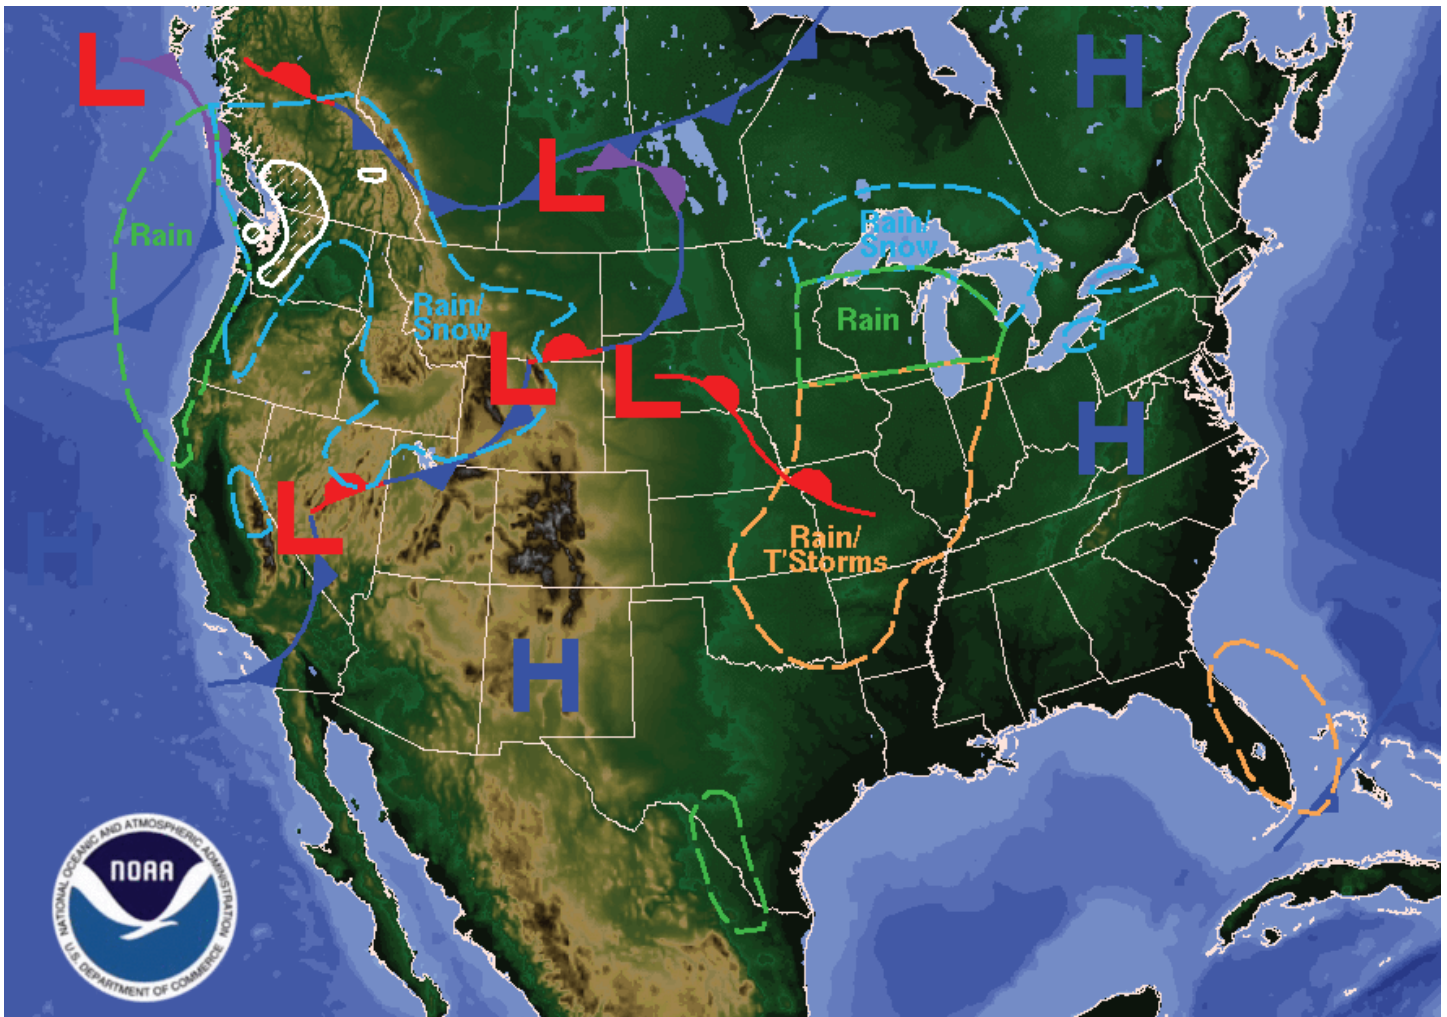 L
H
L
Rain/
Snow
Rain
Rain/
Snow
Rain
L
L
H
L
H
Rain/
T'Storms
H
NATIONAL OCEANIC AND ATMOSPHERIC ADMINISTRATION
NOAA
U.S. DEPARTMENT OF COMMERCE